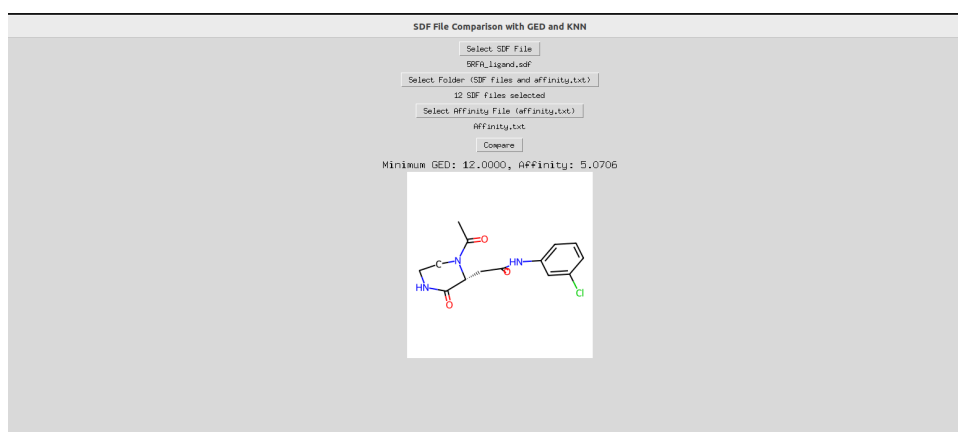 SDF File Comparison with GED and KNN
Select SDF File
5RFA_ligand.sdf
Select Folder (SDF files and affinity.txt)
12 SDF files selected
Select Affinity File (affinity.txt)
Affinity.txt
Compare
Minimum GED: 12.0000, Affinity: 5.0706
O
C N HN O
HN Cl
O